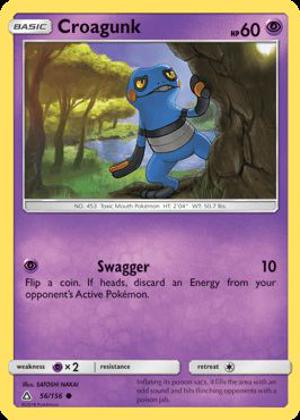 BASIC Croagunk HP60
NO. 453 Toxic Mouth Pokémon HT: 2'04" WT: 50.7 lbs.
Swagger 10
Flip a coin. If heads, discard an Energy from your
opponent's Active Pokémon.
weakness ×2 resistance retreat
Illus. SATOSHI NAKAI
56/156
©2018 Pokémon
Inflating its poison sacs, it fills the area with an
odd sound and hits flinching opponents with a
poison jab.